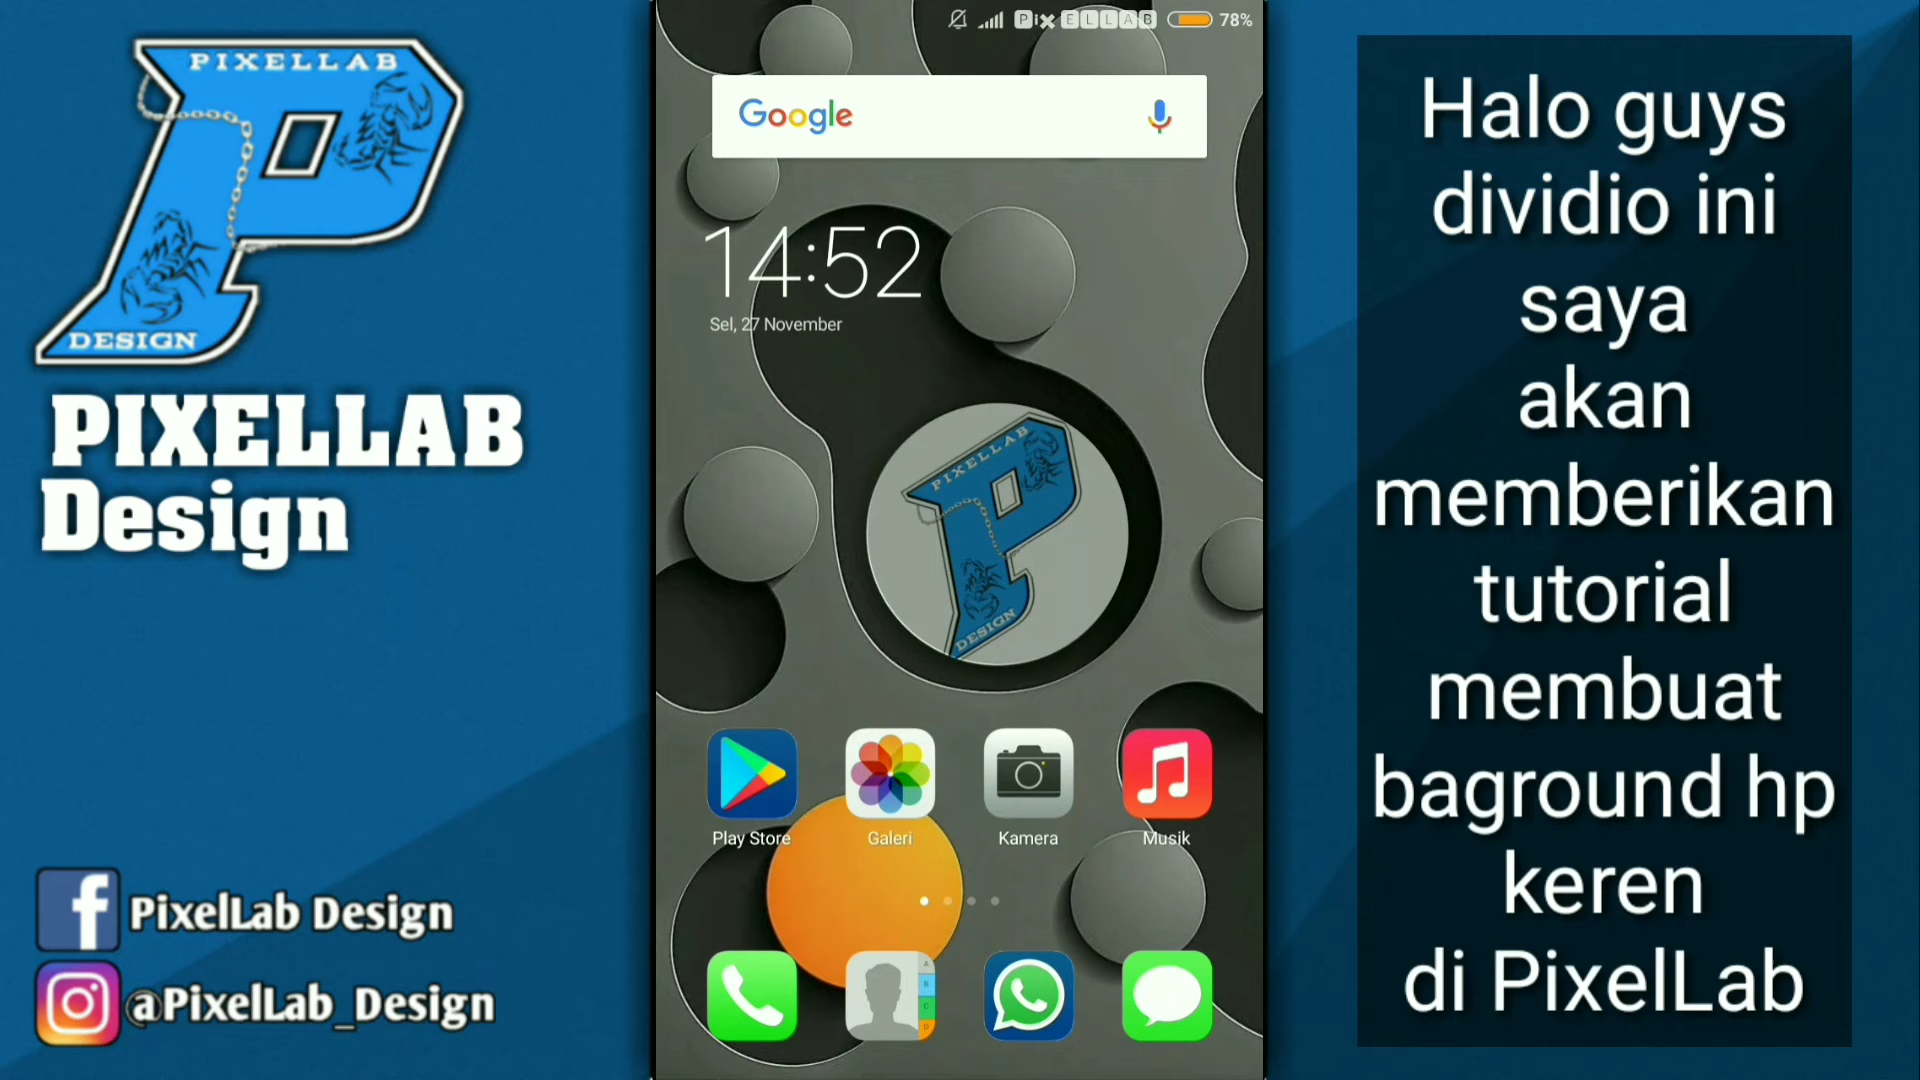 PIXELLAB
DESIGN
PIXELLAB
Design
PixelLab Design
@PixelLab_Design
PiXELLAB 78%
Google
14:52
Sel, 27 November
PIXELLAB
DESIGN
Play Store
Galeri
Kamera
Musik
A
B
C
D
Halo guys
dividio ini
saya
akan
memberikan
tutorial
membuat
baground hp
keren
di PixelLab